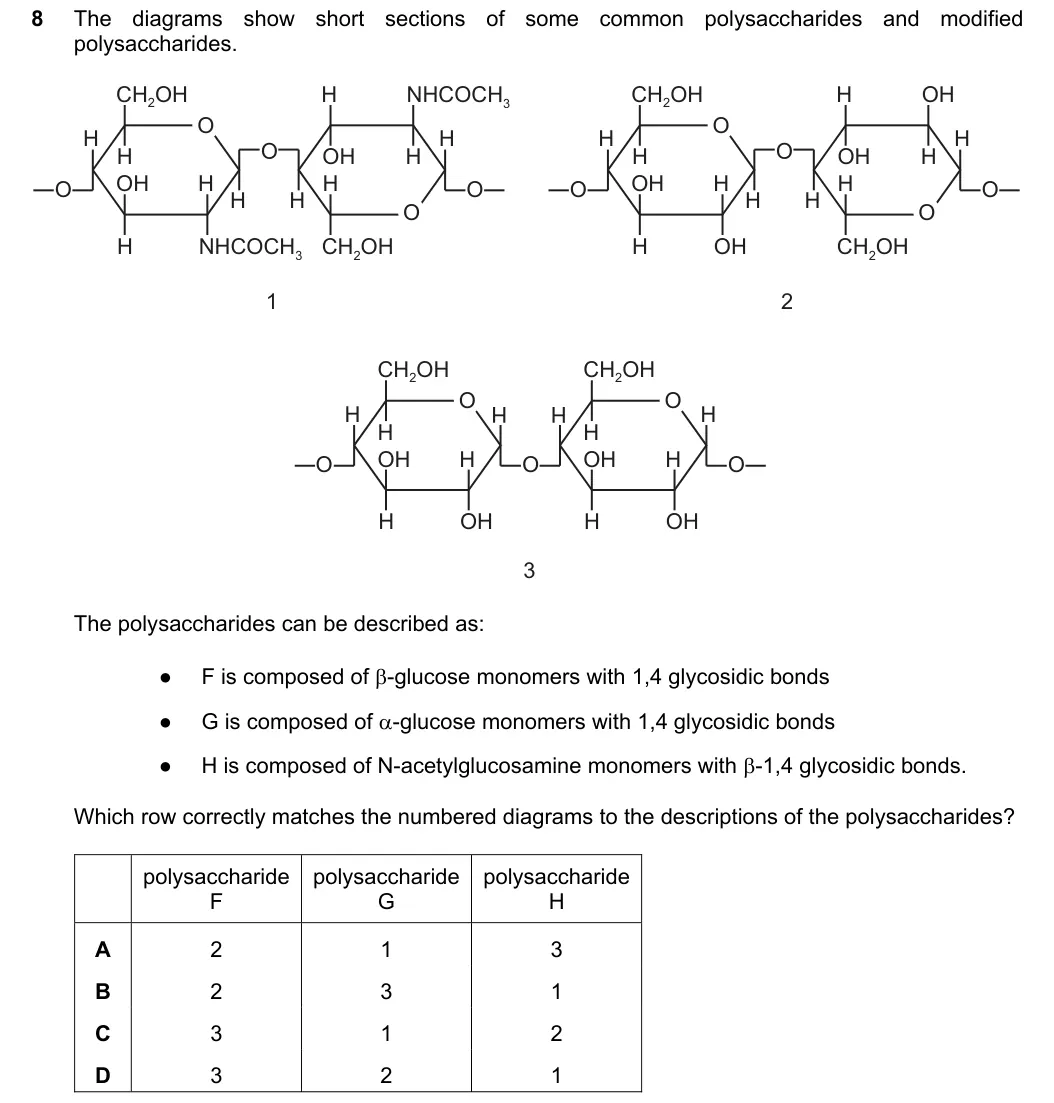 8 The diagrams show short sections of some common polysaccharides and modified
polysaccharides.
CH2OH H NHCOCH3 CH2OH H OH
H O H H O H
H O OH H H O OH H
—O— OH H H H H —O— —O— OH H H H H —O—
O O
H NHCOCH3 CH2OH H OH CH2OH
1 2
CH2OH CH2OH
H O H H O H
H H
—O— OH H —O— OH H —O—
H OH H OH
3
The polysaccharides can be described as:
● F is composed of β-glucose monomers with 1,4 glycosidic bonds
● G is composed of α-glucose monomers with 1,4 glycosidic bonds
● H is composed of N-acetylglucosamine monomers with β-1,4 glycosidic bonds.
Which row correctly matches the numbered diagrams to the descriptions of the polysaccharides?
polysaccharide polysaccharide polysaccharide
F G H
A 2 1 3
B 2 3 1
C 3 1 2
D 3 2 1